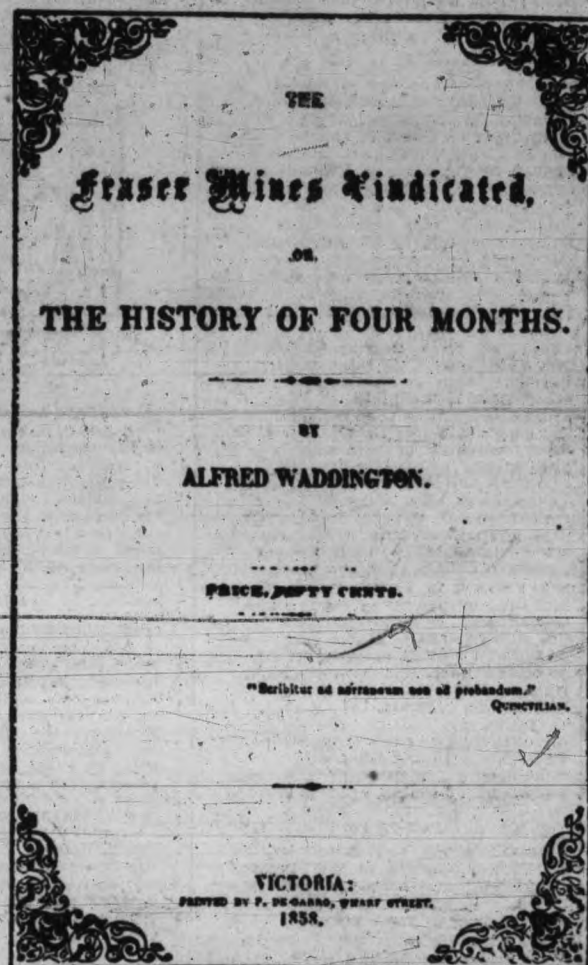 THE
Fraser Mines Vindicated,
OR,
THE HISTORY OF FOUR MONTHS.
BY
ALFRED WADDINGTON.
PRICE, FIFTY CENTS.
"Scribitur ad narrandum non ad probandum."
QUINCTILIAN.
VICTORIA:
PRINTED BY P. DE GARRO, WHARF STREET.
1858.